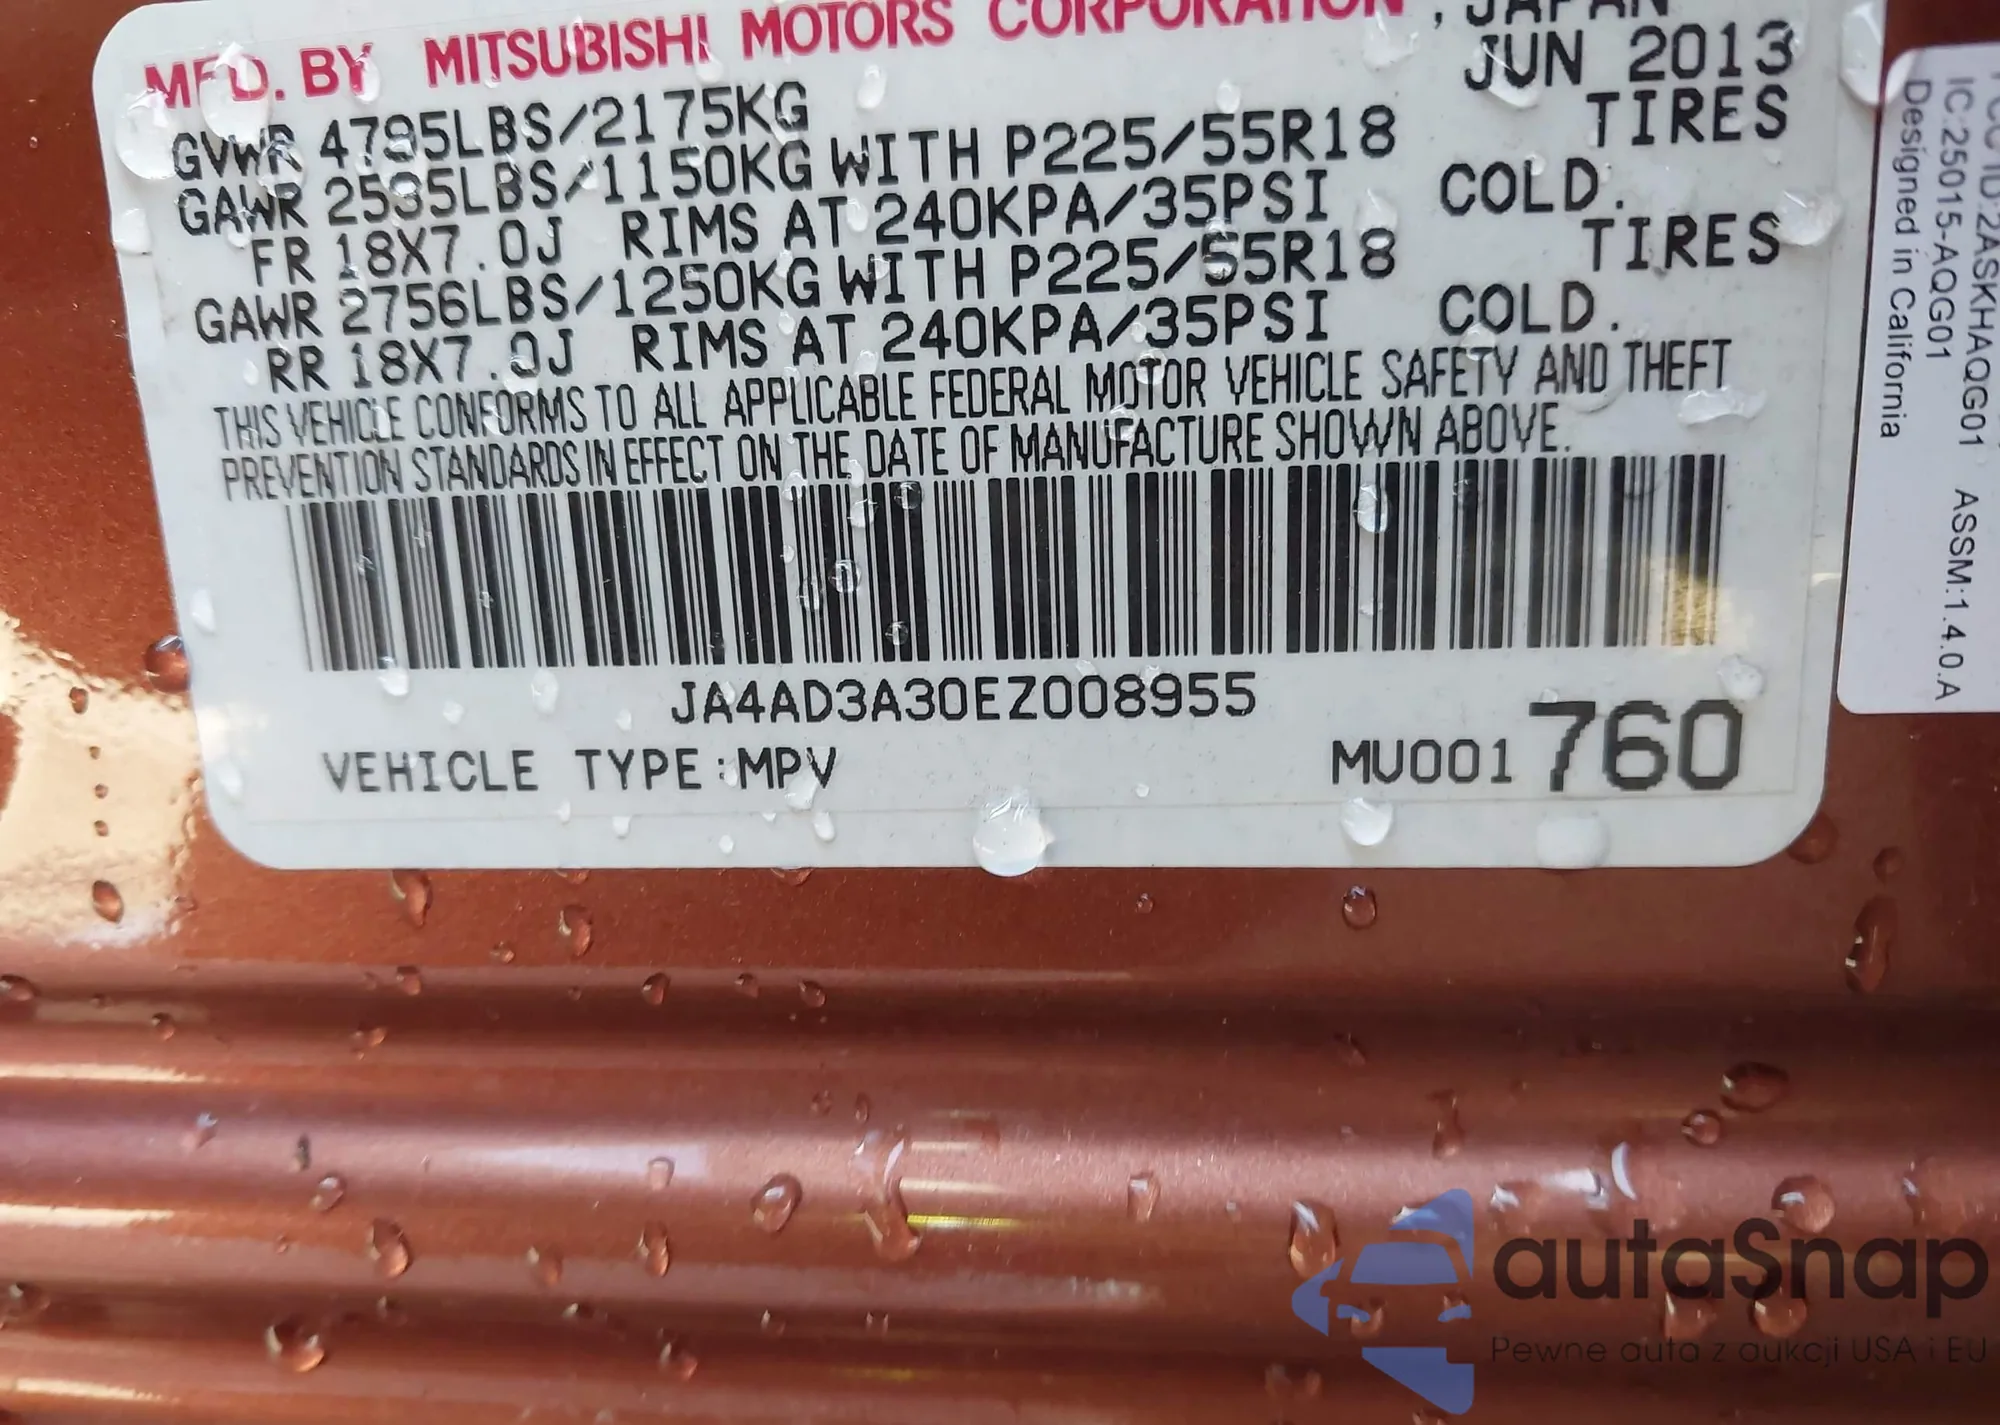 MFD. BY MITSUBISHI MOTORS CORPORATION, JAPAN
JUN 2013
GVWR 4795LBS/2175KG
GAWR 2535LBS/1150KG WITH P225/55R18 TIRES
FR 18X7.0J RIMS AT 240KPA/35PSI COLD.
GAWR 2756LBS/1250KG WITH P225/55R18 TIRES
RR 18X7.0J RIMS AT 240KPA/35PSI COLD.
THIS VEHICLE CONFORMS TO ALL APPLICABLE FEDERAL MOTOR VEHICLE SAFETY AND THEFT
PREVENTION STANDARDS IN EFFECT ON THE DATE OF MANUFACTURE SHOWN ABOVE.
JA4AD3A30EZ008955
VEHICLE TYPE:MPV MU001 760
FCC ID:2ASKHAQG01
IC:25015-AQG01 ASSM:1.4.0.A
Designed in California
autaSnap
Pewne auta z aukcji USA i EU